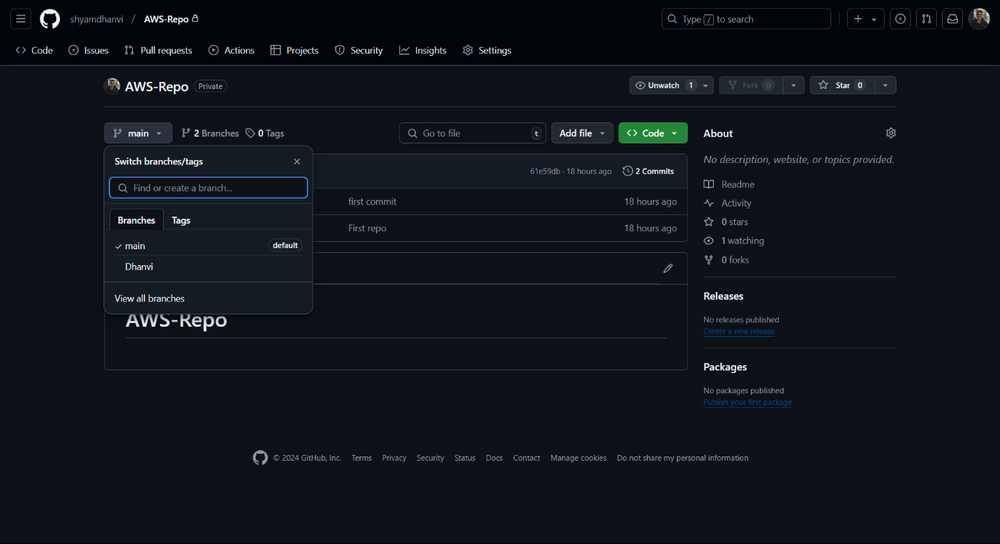 shyamdhanvi / AWS-Repo
Type / to search
Code Issues Pull requests Actions Projects Security Insights Settings
AWS-Repo Private
Unwatch 1 Fork 0 Star 0
main 2 Branches 0 Tags
Go to file t Add file Code
Switch branches/tags
Find or create a branch...
Branches Tags
main default
Dhanvi
View all branches
61e59db · 18 hours ago 2 Commits
first commit 18 hours ago
First repo 18 hours ago
AWS-Repo
About
No description, website, or topics provided.
Readme
Activity
0 stars
1 watching
0 forks
Releases
No releases published
Create a new release
Packages
No packages published
Publish your first package
© 2024 GitHub, Inc. Terms Privacy Security Status Docs Contact Manage cookies Do not share my personal information